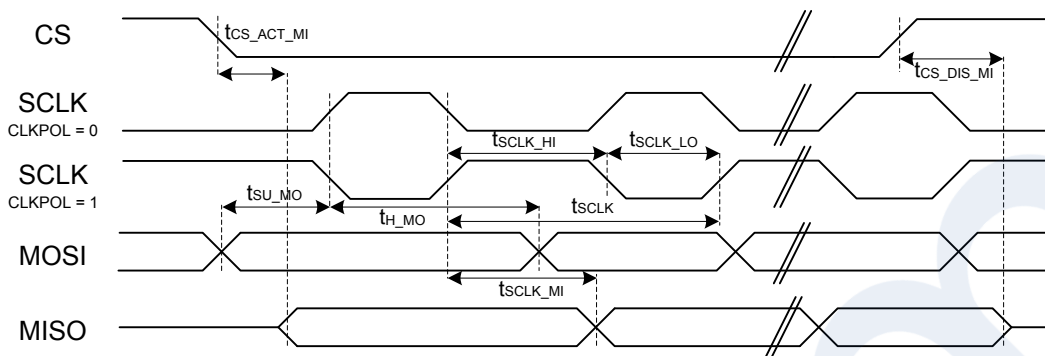 CS
tCS_ACT_MI
tCS_DIS_MI
SCLK
CLKPOL = 0
tSCLK_HI
tSCLK_LO
SCLK
CLKPOL = 1
tSU_MO
tH_MO
tSCLK
MOSI
tSCLK_MI
MISO